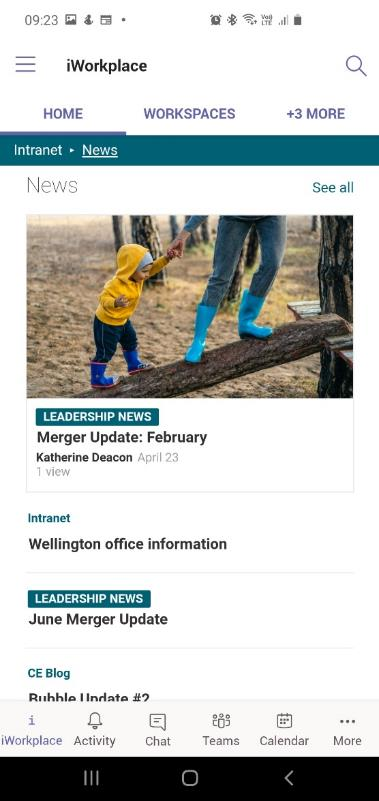 09:23
Vo)
LTE
iWorkplace
HOME WORKSPACES +3 MORE
Intranet ▸ News
News See all
LEADERSHIP NEWS
Merger Update: February
Katherine Deacon April 23
1 view
Intranet
Wellington office information
LEADERSHIP NEWS
June Merger Update
CE Blog
Bubble Update #2
iWorkplace Activity Chat Teams Calendar More